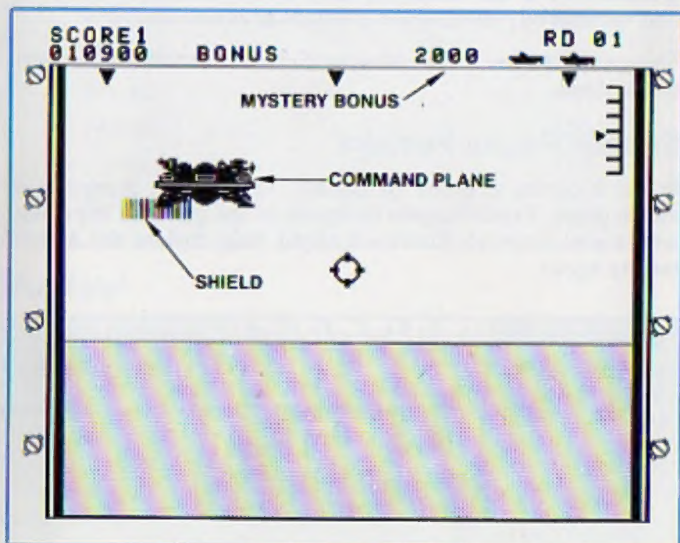 SCORE1 RD 01
010900 BONUS 2000
MYSTERY BONUS
COMMAND PLANE
SHIELD